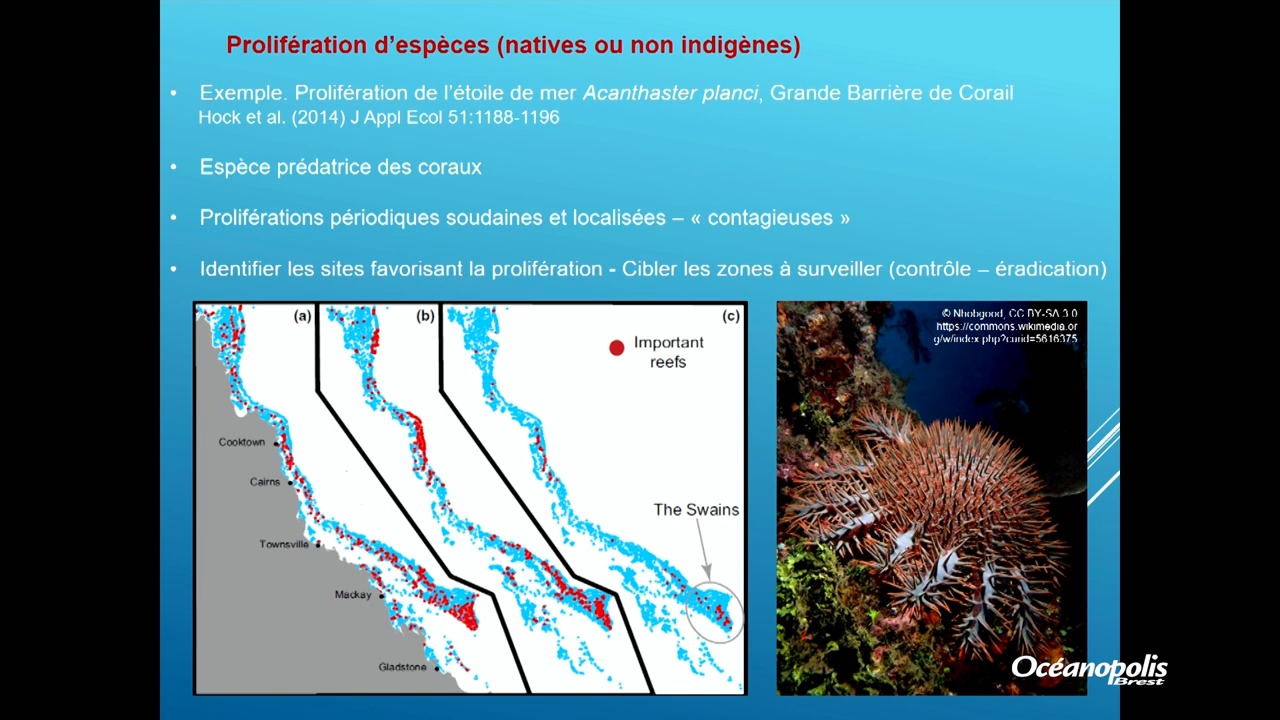 Prolifération d’espèces (natives ou non indigènes)
• Exemple. Prolifération de l’étoile de mer Acanthaster planci, Grande Barrière de Corail
Hock et al. (2014) J Appl Ecol 51:1188-1196
• Espèce prédatrice des coraux
• Proliférations périodiques soudaines et localisées – « contagieuses »
• Identifier les sites favorisant la prolifération - Cibler les zones à surveiller (contrôle – éradication)
(a)
(b)
(c)
Important
reefs
Cooktown
Cairns
Townsville
Mackay
Gladstone
The Swains
© Nhobgood, CC BY-SA 3.0
https://commons.wikimedia.or
g/w/index.php?curid=5616375
Océanopolis
Brest